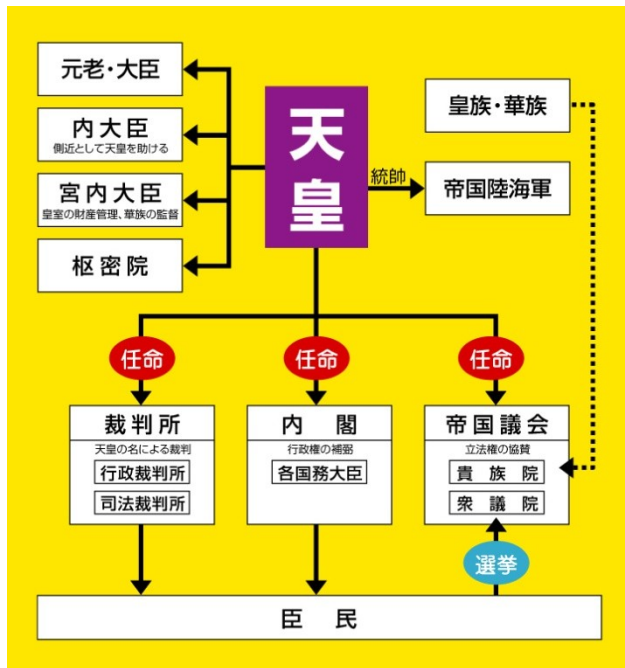 元老・大臣
内大臣
側近として天皇を助ける
宮内大臣
皇室の財産管理、華族の監督
枢密院
天皇
統帥
皇族・華族
帝国陸海軍
任命
任命
任命
裁判所
天皇の名による裁判
行政裁判所
司法裁判所
内閣
行政権の補弼
各国務大臣
帝国議会
立法権の協賛
貴族院
衆議院
選挙
臣民